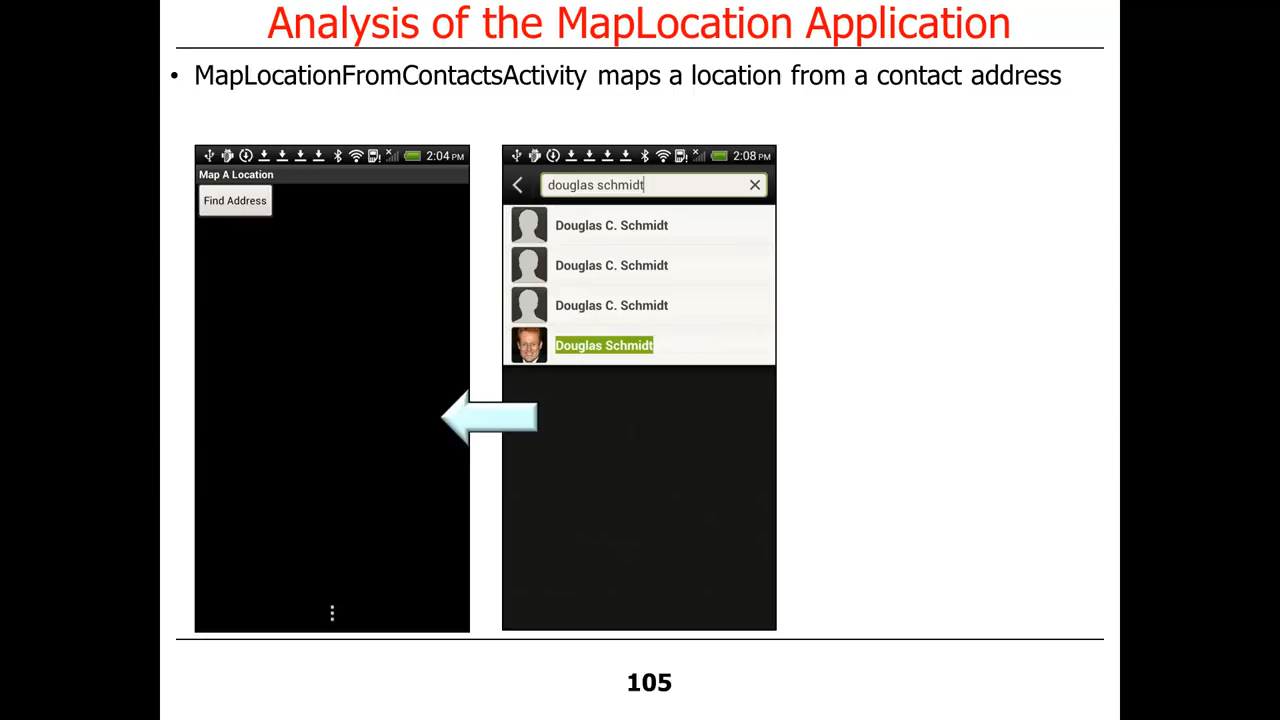 Analysis of the MapLocation Application
• MapLocationFromContactsActivity maps a location from a contact address
2:04 PM
Map A Location
Find Address
2:08 PM
douglas schmidt
Douglas C. Schmidt
Douglas C. Schmidt
Douglas C. Schmidt
Douglas Schmidt
105